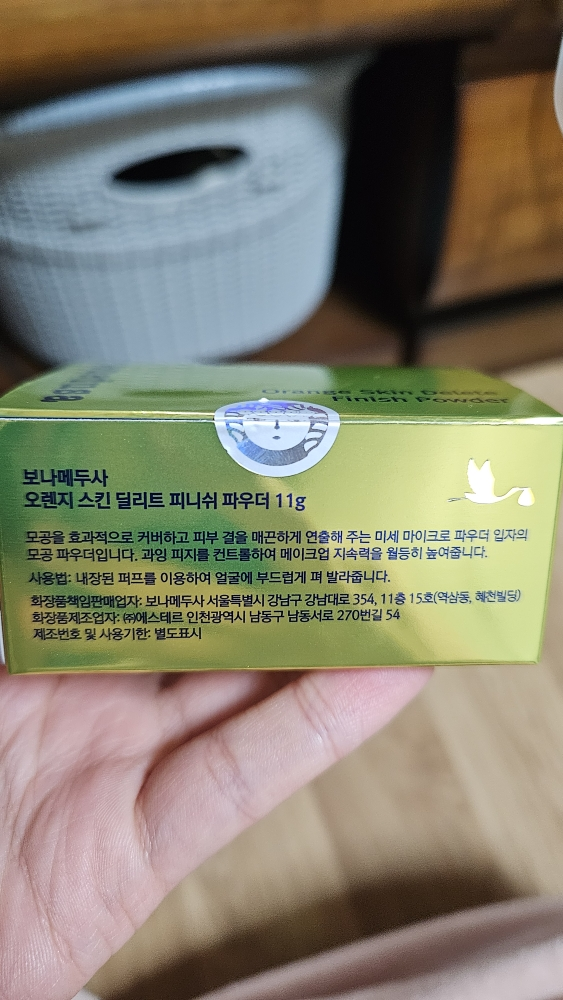 Orange Skin Delete
Finish Powder
보나메두사
오렌지 스킨 딜리트 피니쉬 파우더 11g
모공을 효과적으로 커버하고 피부 결을 매끈하게 연출해 주는 미세 마이크로 파우더 입자의
모공 파우더입니다. 과잉 피지를 컨트롤하여 메이크업 지속력을 월등히 높여줍니다.
사용법: 내장된 퍼프를 이용하여 얼굴에 부드럽게 펴 발라줍니다.
화장품책임판매업자: 보나메두사 서울특별시 강남구 강남대로 354, 11층 15호(역삼동, 혜천빌딩)
화장품제조업자: ㈜에스테르 인천광역시 남동구 남동서로 270번길 54
제조번호 및 사용기한: 별도표시